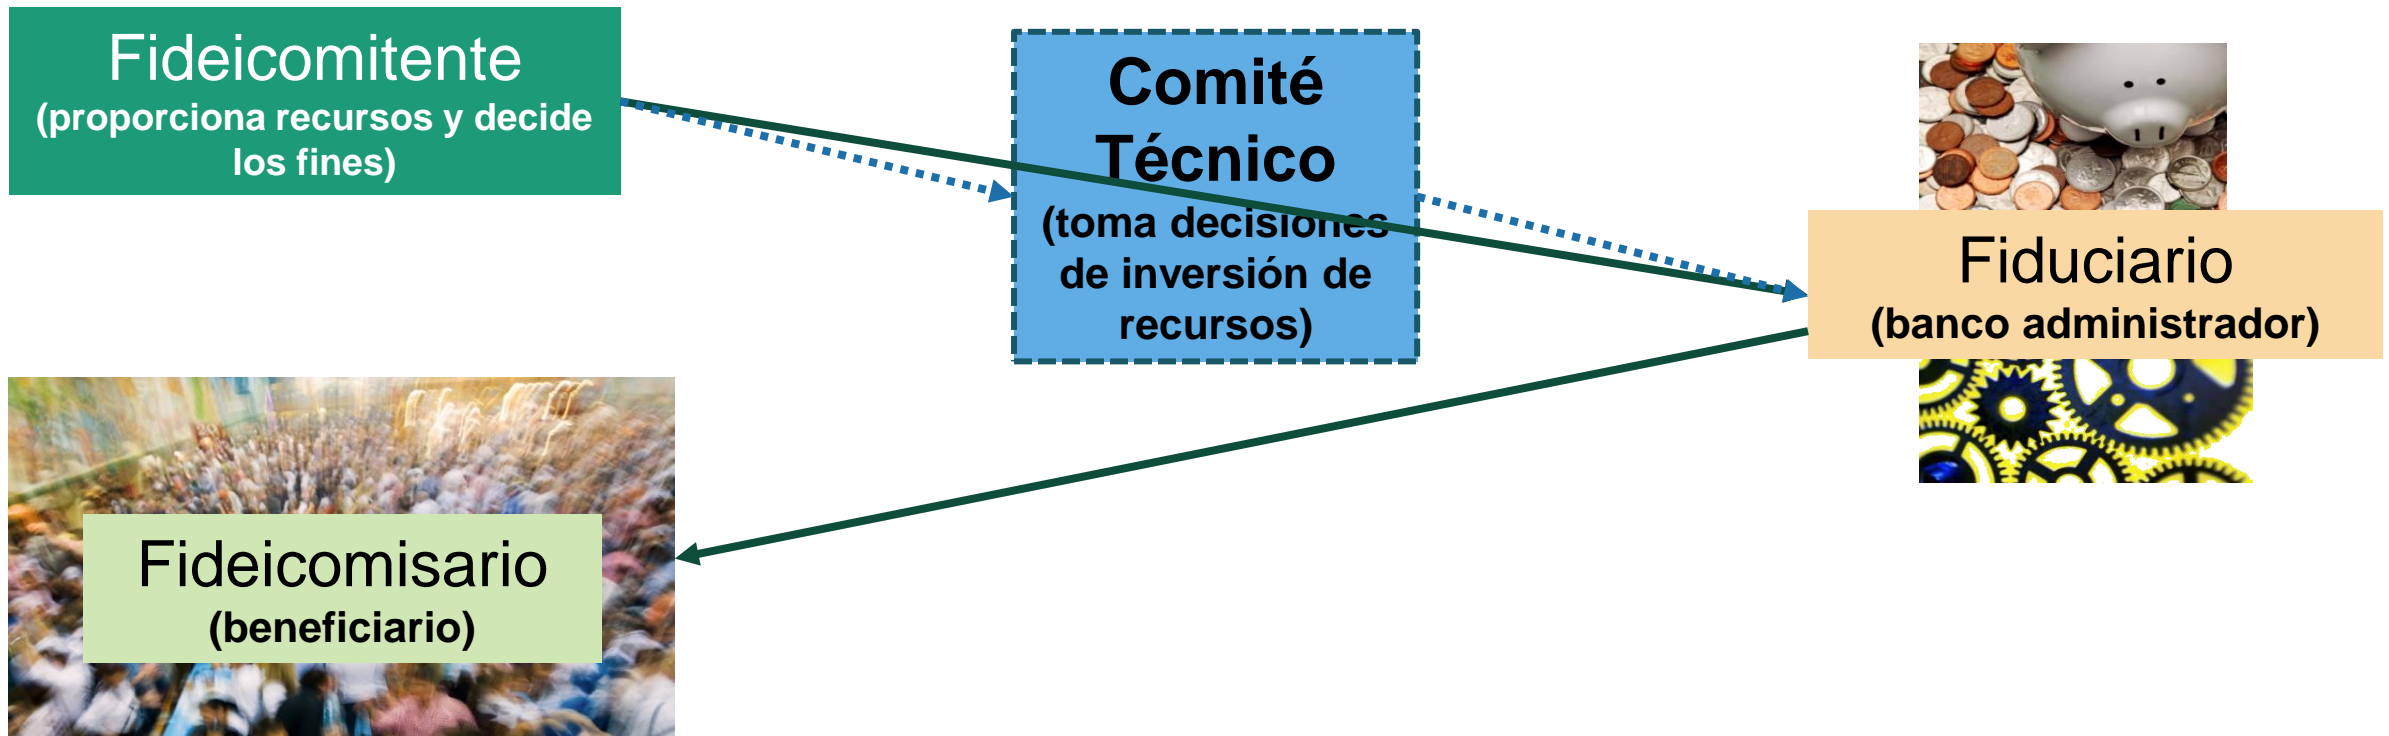 Fideicomitente
(proporciona recursos y decide
los fines)
Comité
Técnico
(toma decisiones
de inversión de
recursos)
Fiduciario
(banco administrador)
Fideicomisario
(beneficiario)